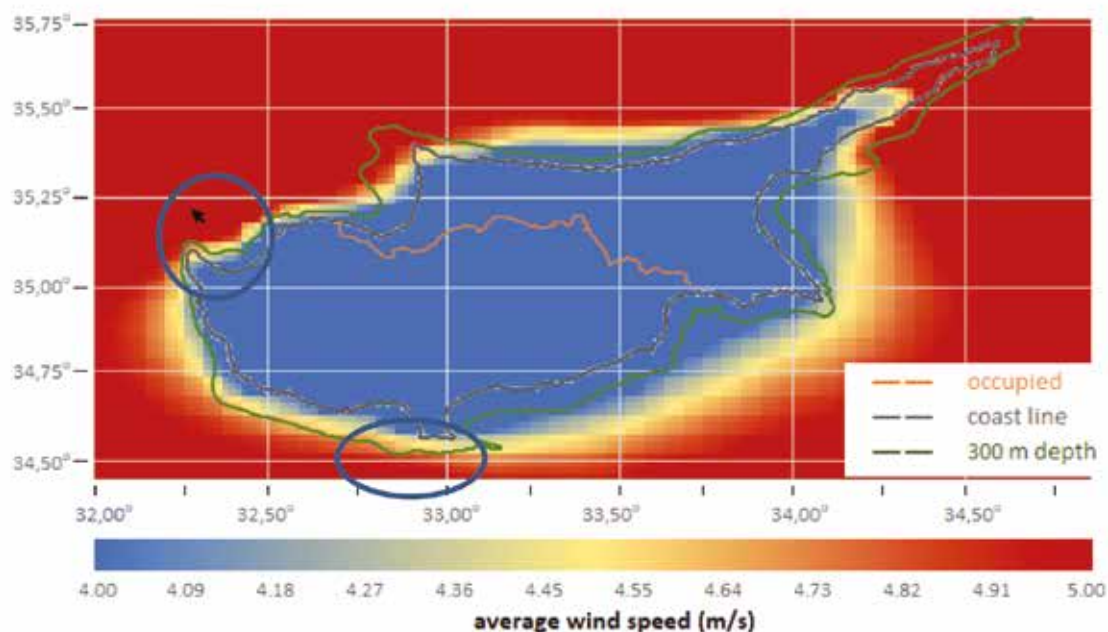 35,75°
35,50°
35,25°
35,00°
34,75°
34,50°
occupied
coast line
300 m depth
32,00° 32,50° 33,00° 33,50° 34,00° 34,50°
4.00 4.09 4.18 4.27 4.36 4.45 4.55 4.64 4.73 4.82 4.91 5.00
average wind speed (m/s)